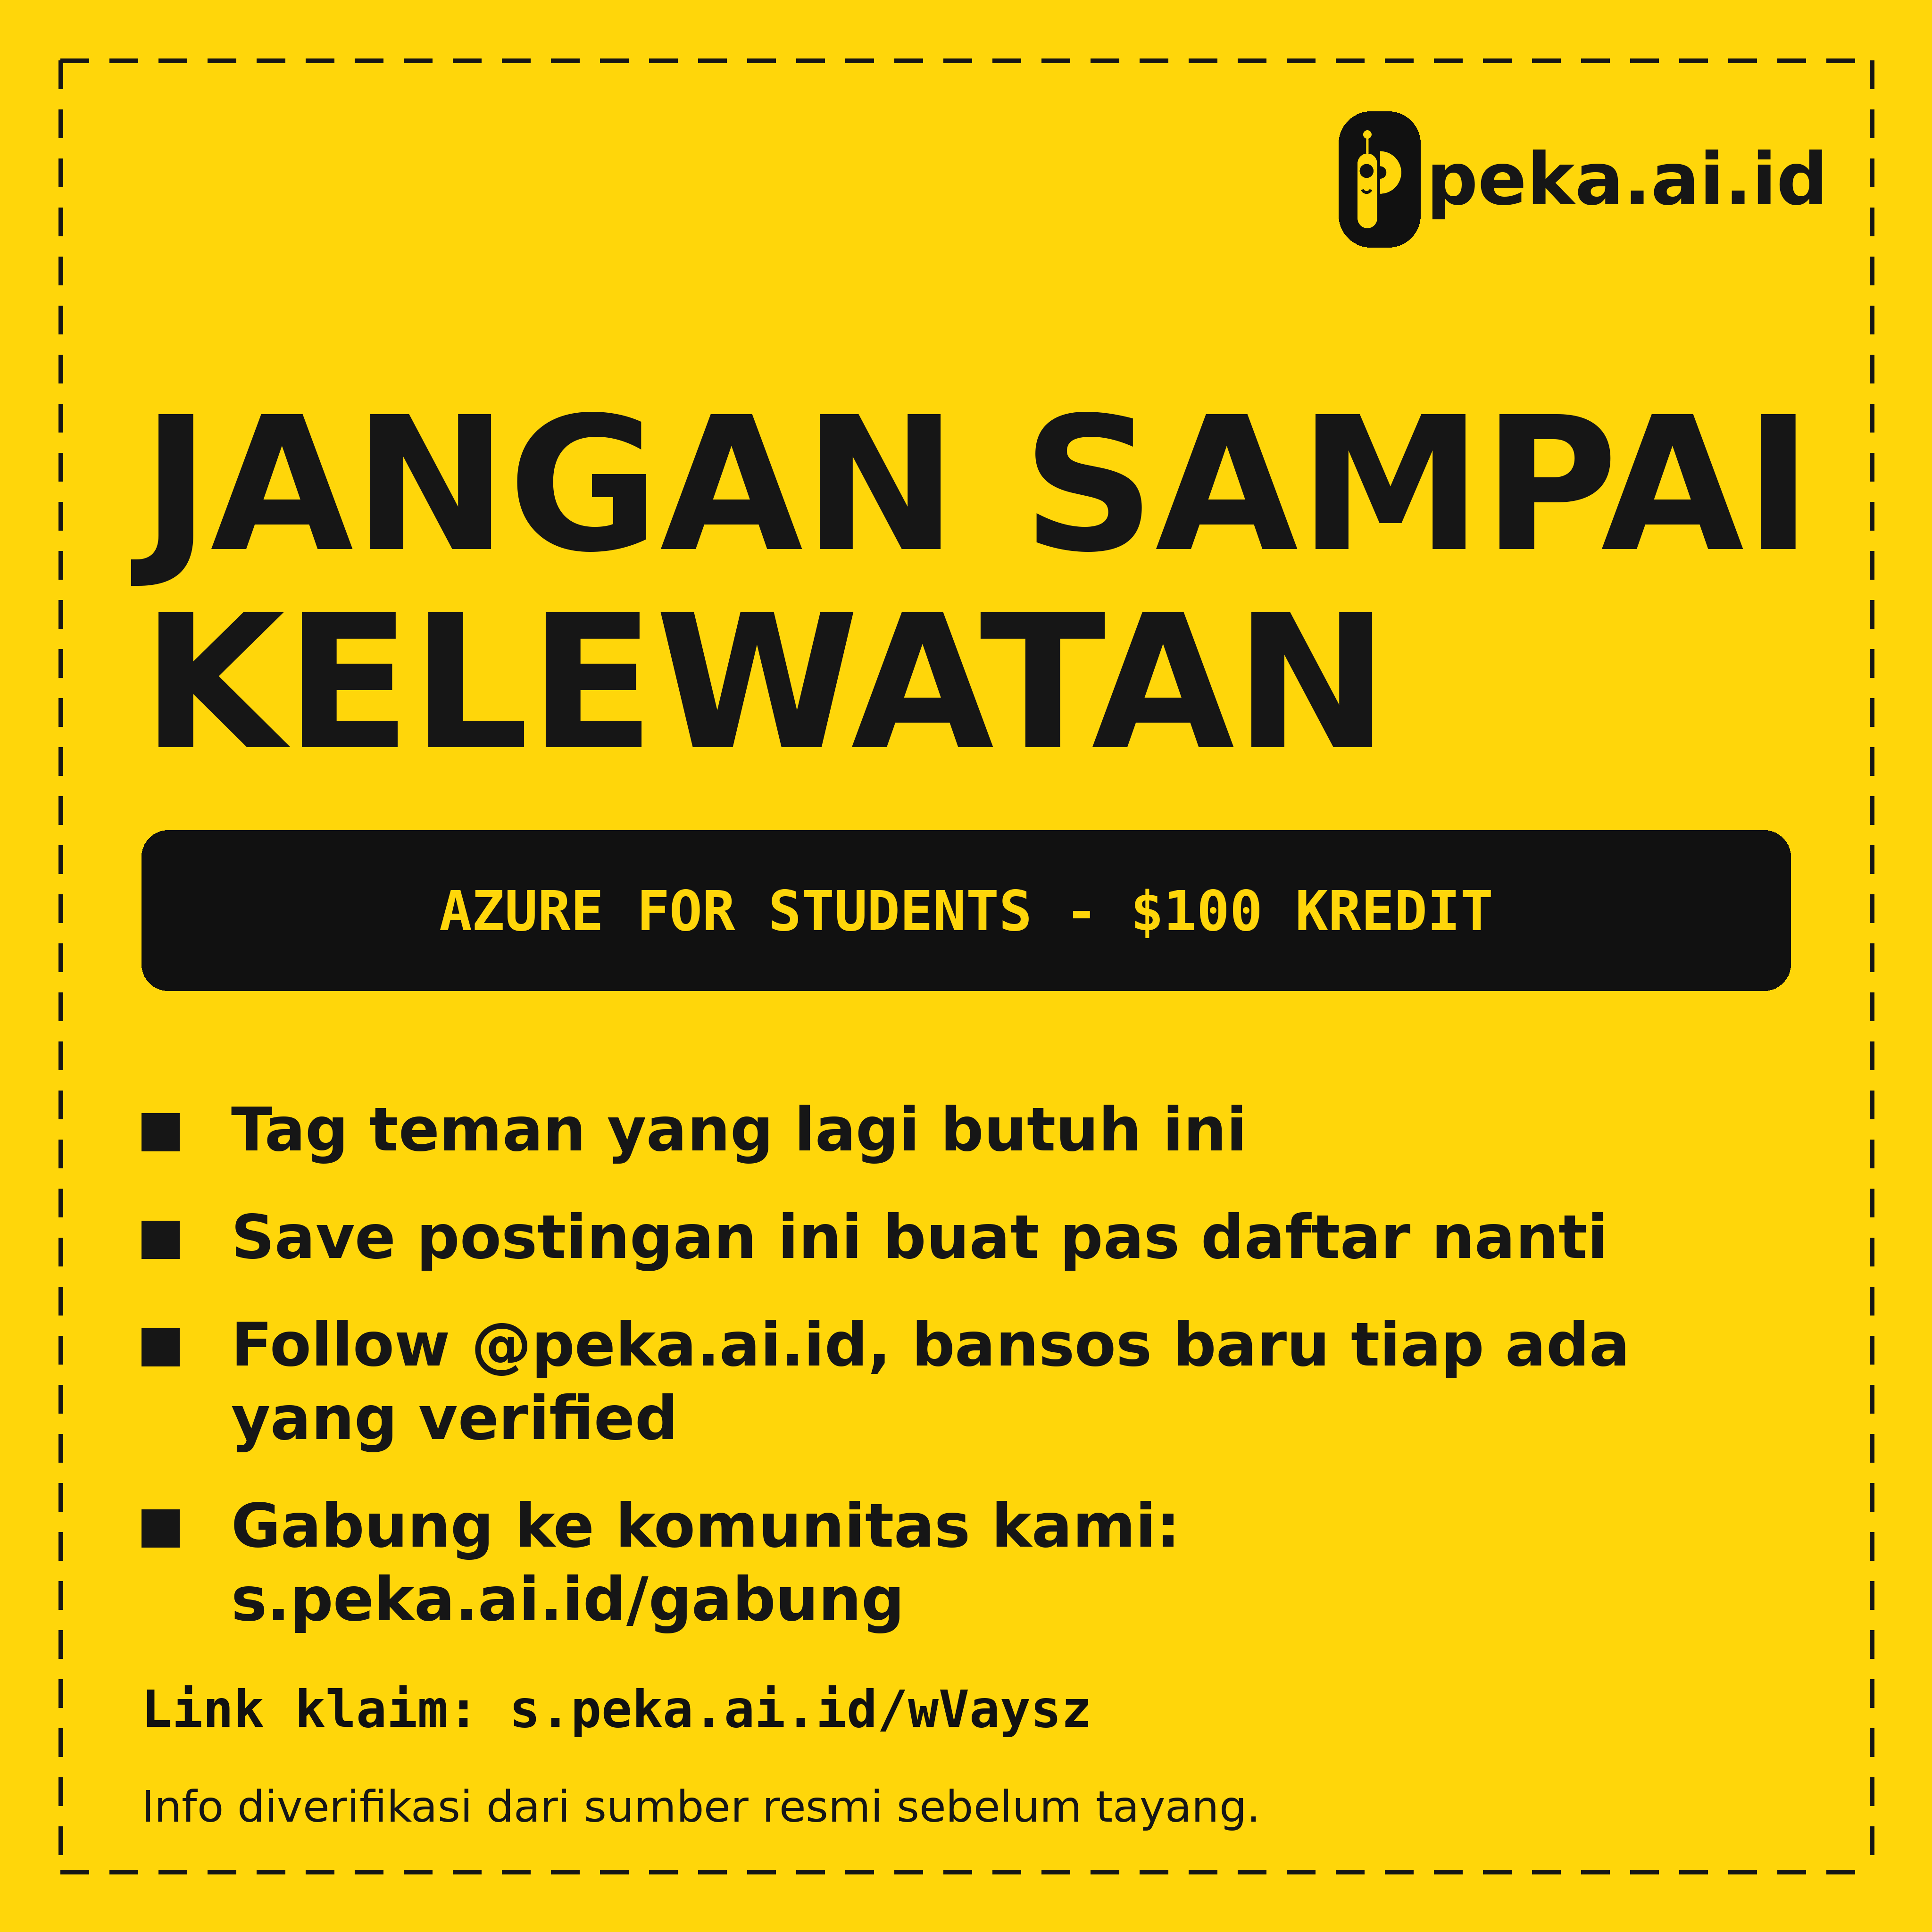 peka.ai.id
JANGAN SAMPAI
KELEWATAN
AZURE FOR STUDENTS - $100 KREDIT
Tag teman yang lagi butuh ini
Save postingan ini buat pas daftar nanti
Follow @peka.ai.id, bansos baru tiap ada
yang verified
Gabung ke komunitas kami:
s.peka.ai.id/gabung
Link klaim: s.peka.ai.id/wVaysz
Info diverifikasi dari sumber resmi sebelum tayang.